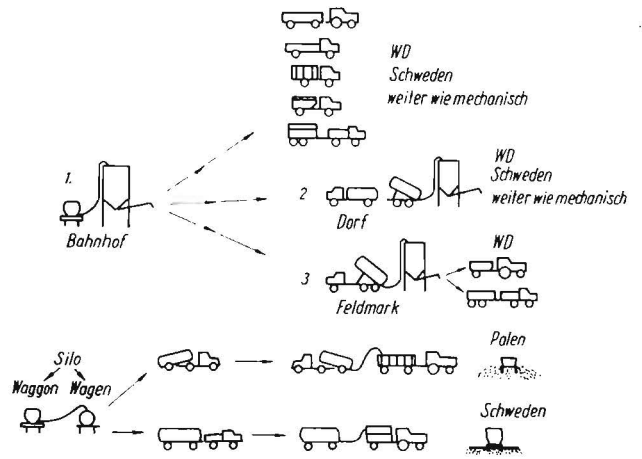 WD
Schweden
weiter wie mechanisch
1.
Bahnhof
2
Dorf
WD
Schweden
weiter wie mechanisch
3
Feldmark
WD
Silo
Waggon Wagen
Polen
Schweden